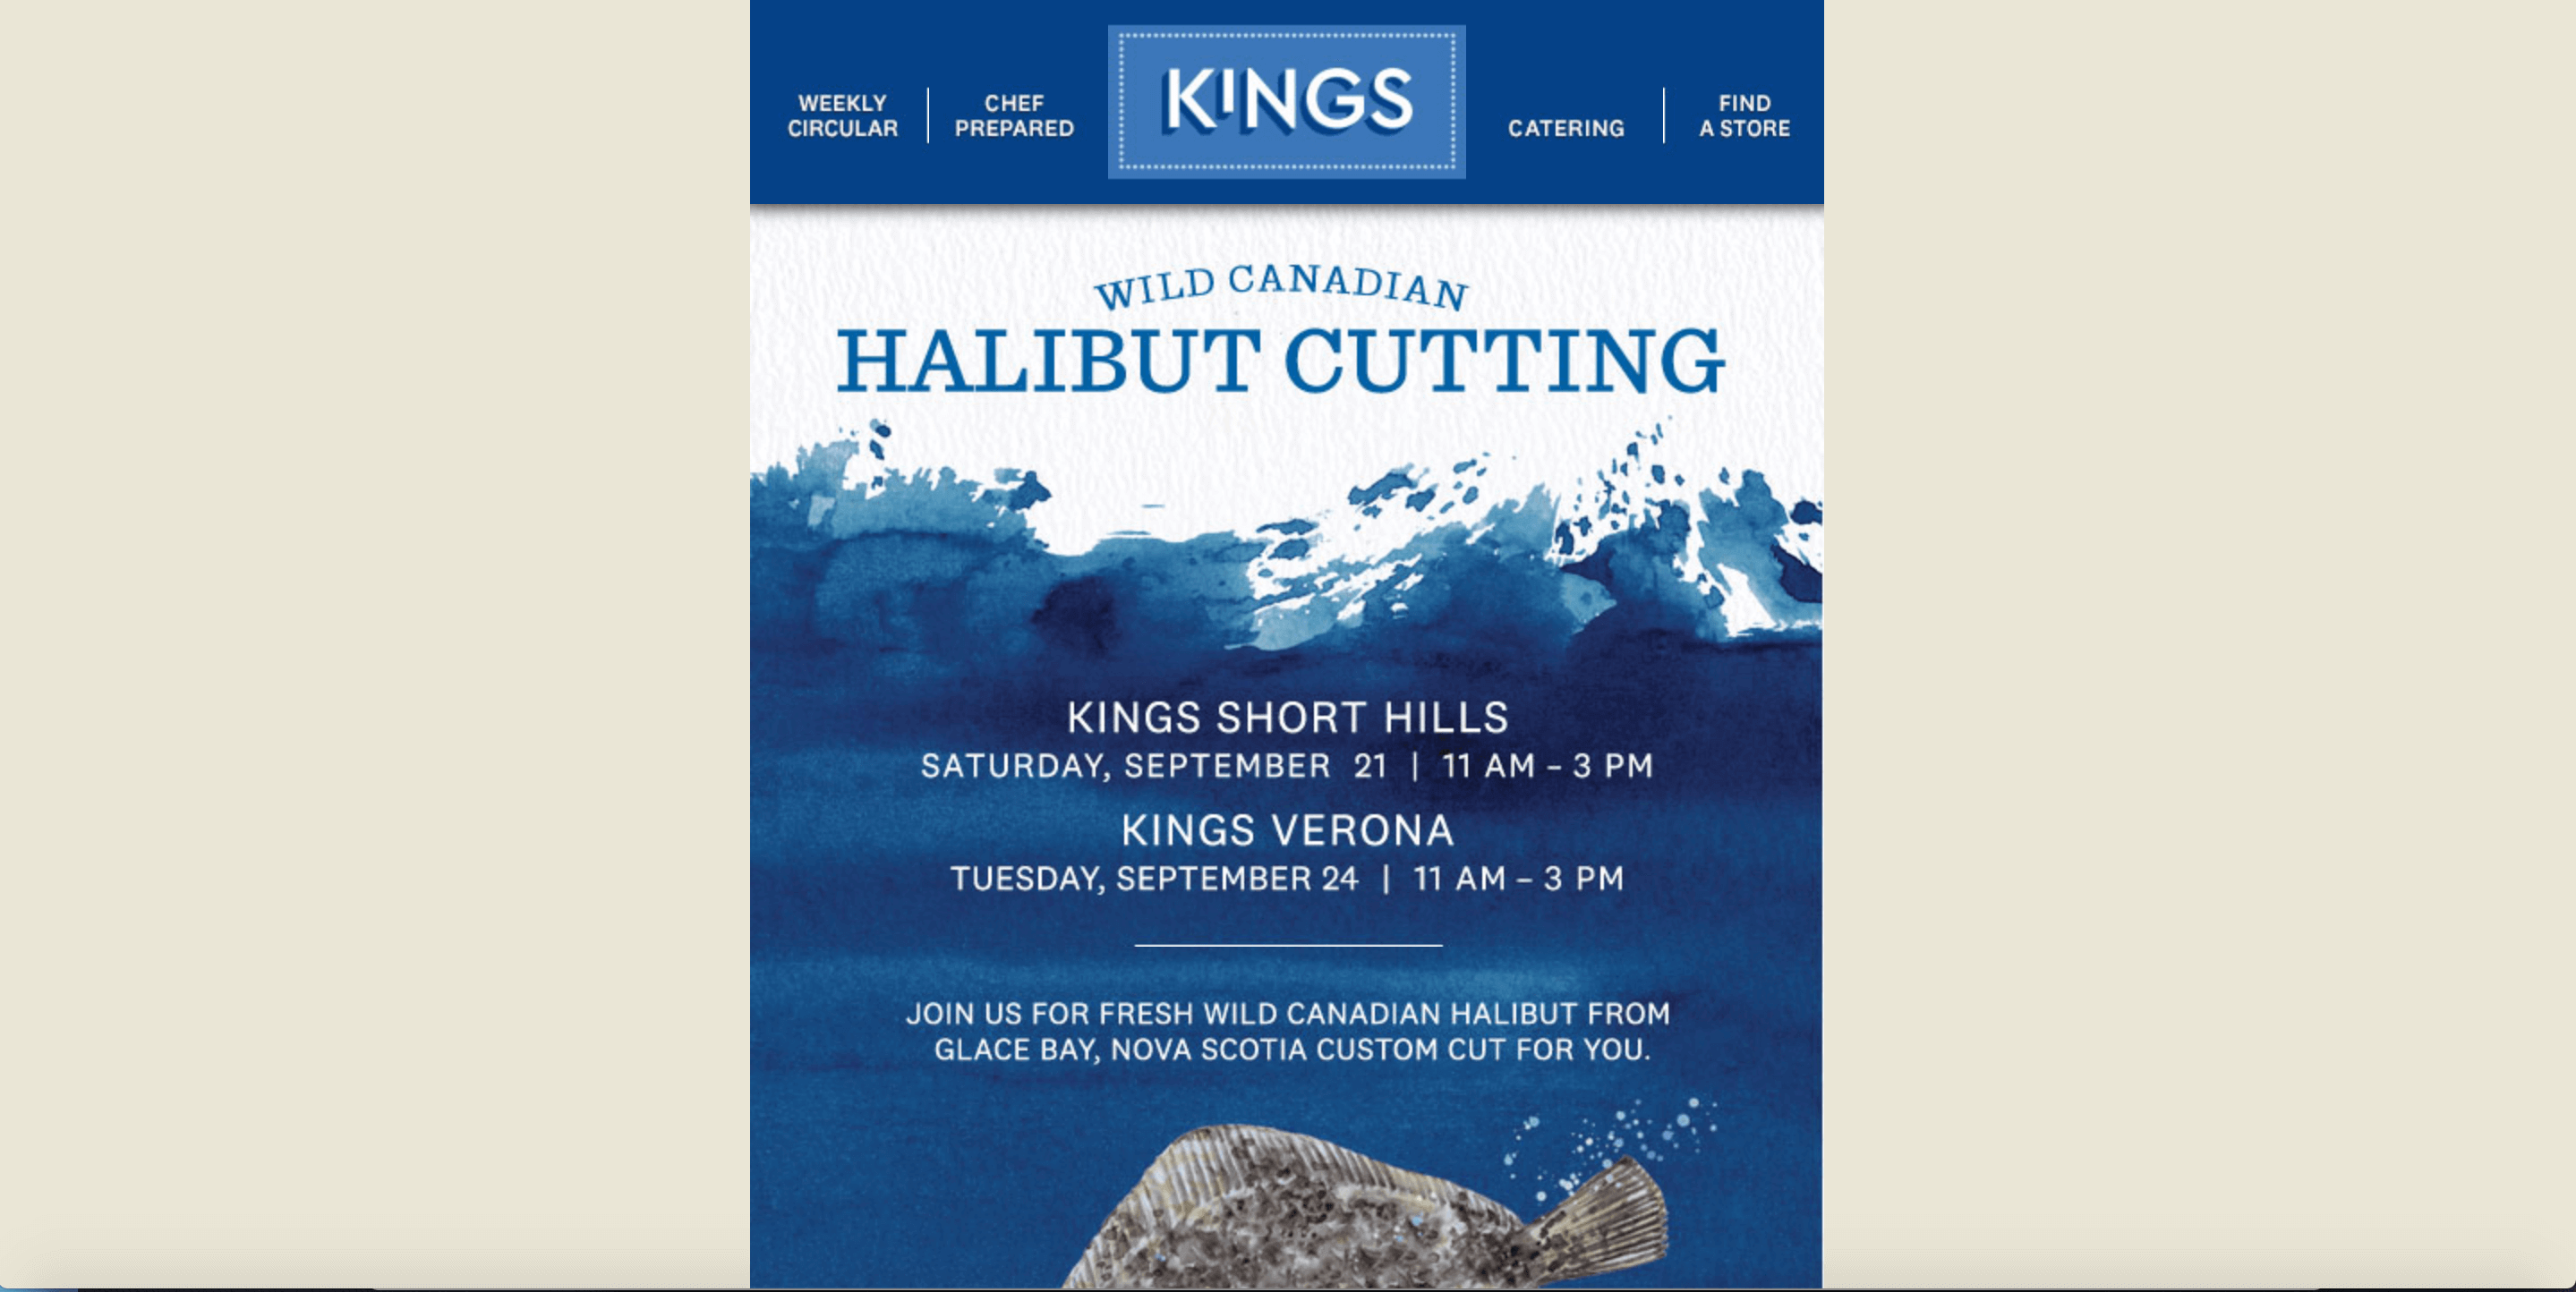 WEEKLY
CIRCULAR
CHEF
PREPARED
KINGS
CATERING
FIND
A STORE
WILD CANADIAN
HALIBUT CUTTING
KINGS SHORT HILLS
SATURDAY, SEPTEMBER 21 | 11 AM – 3 PM
KINGS VERONA
TUESDAY, SEPTEMBER 24 | 11 AM – 3 PM
JOIN US FOR FRESH WILD CANADIAN HALIBUT FROM
GLACE BAY, NOVA SCOTIA CUSTOM CUT FOR YOU.